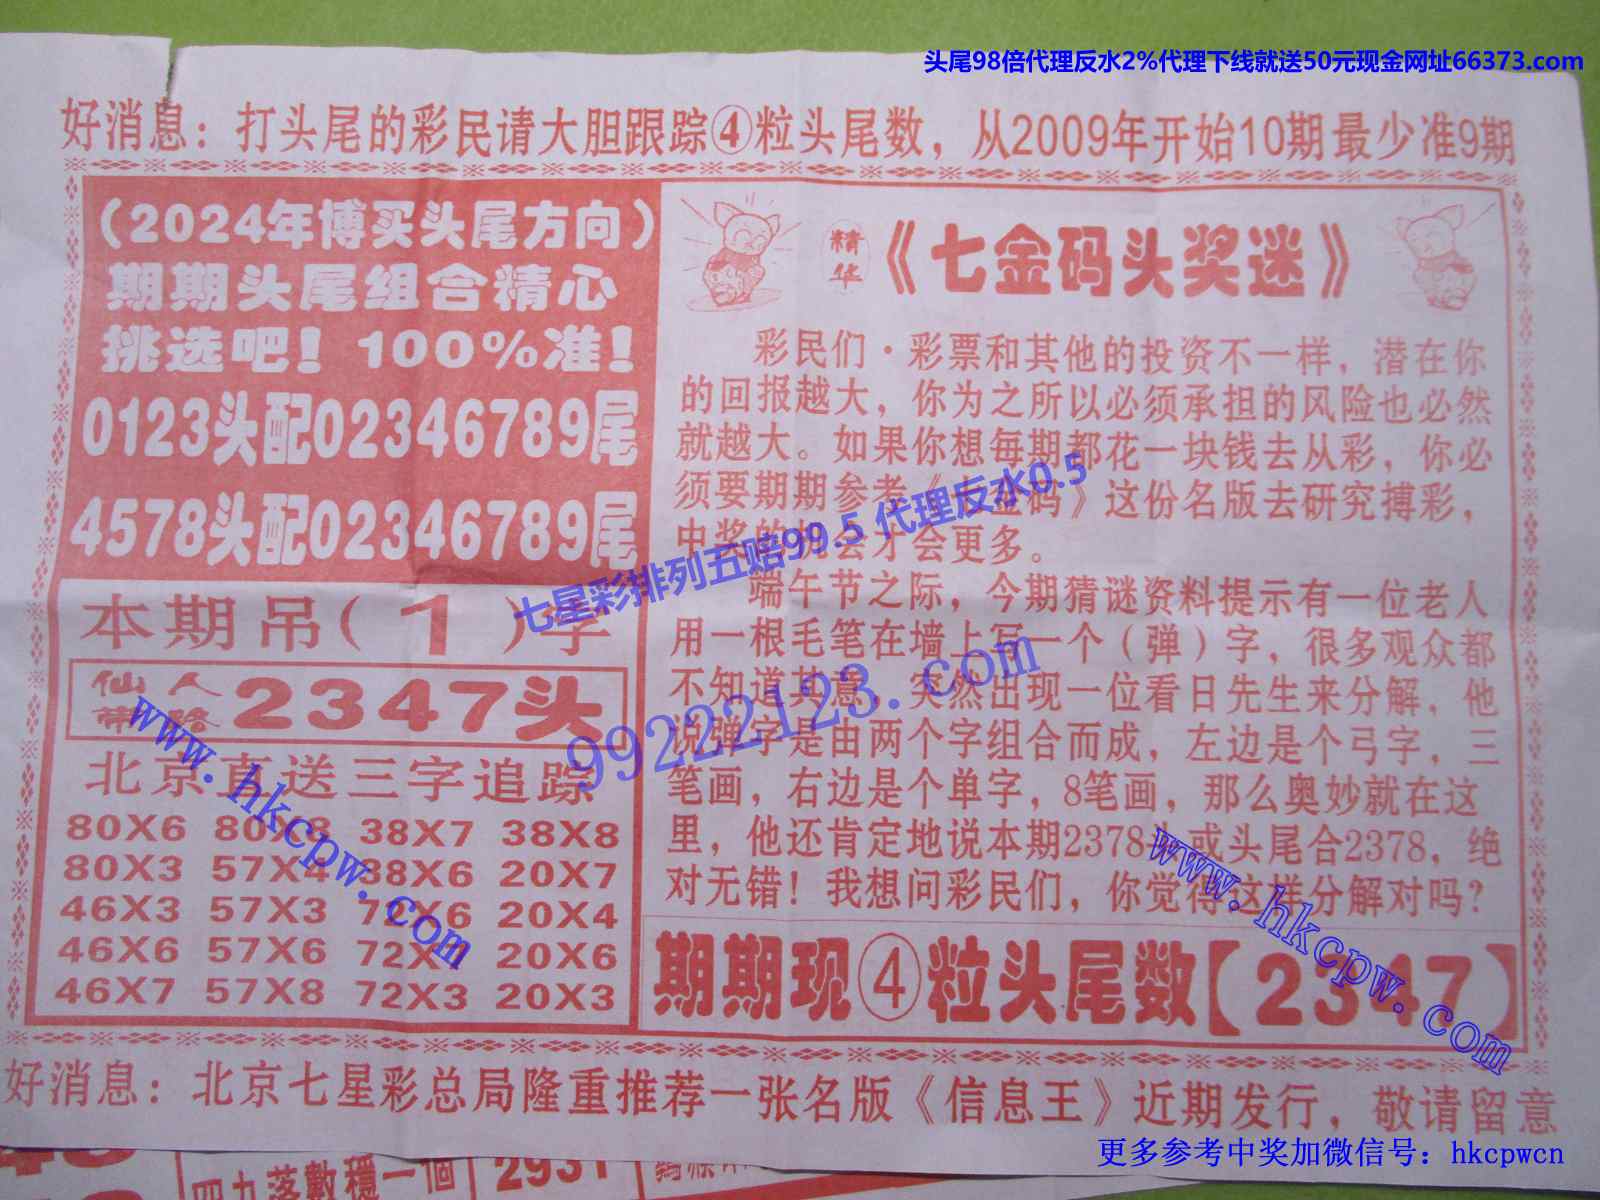 头尾98倍代理反水2%代理下线就送50元现金网址66373.com
好消息：打头尾的彩民请大胆跟踪④粒头尾数，从2009年开始10期最少准9期
（2024年博买头尾方向）
期期头尾组合精心
挑选吧！100%准！
0123头配02346789尾
4578头配02346789尾
本期吊（1）字
仙人
2347头
北京直送三字追踪
80X6 80X8 38X7 38X8
80X3 57X4 38X6 20X7
46X3 57X3 72X6 20X4
46X6 57X6 72X 20X6
46X7 57X8 72X3 20X3
精华
《七金码头奖迷》
彩民们·彩票和其他的投资不一样，潜在你
的回报越大，你为之所以必须承担的风险也必然
就越大。如果你想每期都花一块钱去从彩，你必
须要期期参考《七金码》这份名版去研究搏彩，
中奖的机会才会更多。
端午节之际，今期猜谜资料提示有一位老人
用一根毛笔在墙上写一个（弹）字，很多观众都
不知道其意，突然出现一位看日先生来分解，他
说弹字是由两个字组合而成，左边是个弓字，三
笔画，右边是个单字，8笔画，那么奥妙就在这
里，他还肯定地说本期2378头或头尾合2378，绝
对无错！我想问彩民们，你觉得这样分解对吗？
期期现④粒头尾数【2347】
七星彩排列五赔99.5 代理反水0.5
99222123.com
www.hkcpw.com
www.hkcpw.com
好消息：北京七星彩总局隆重推荐一张名版《信息王》近期发行，敬请留意
更多参考中奖加微信号：hkcpwcn
四九落數穩一個
2931